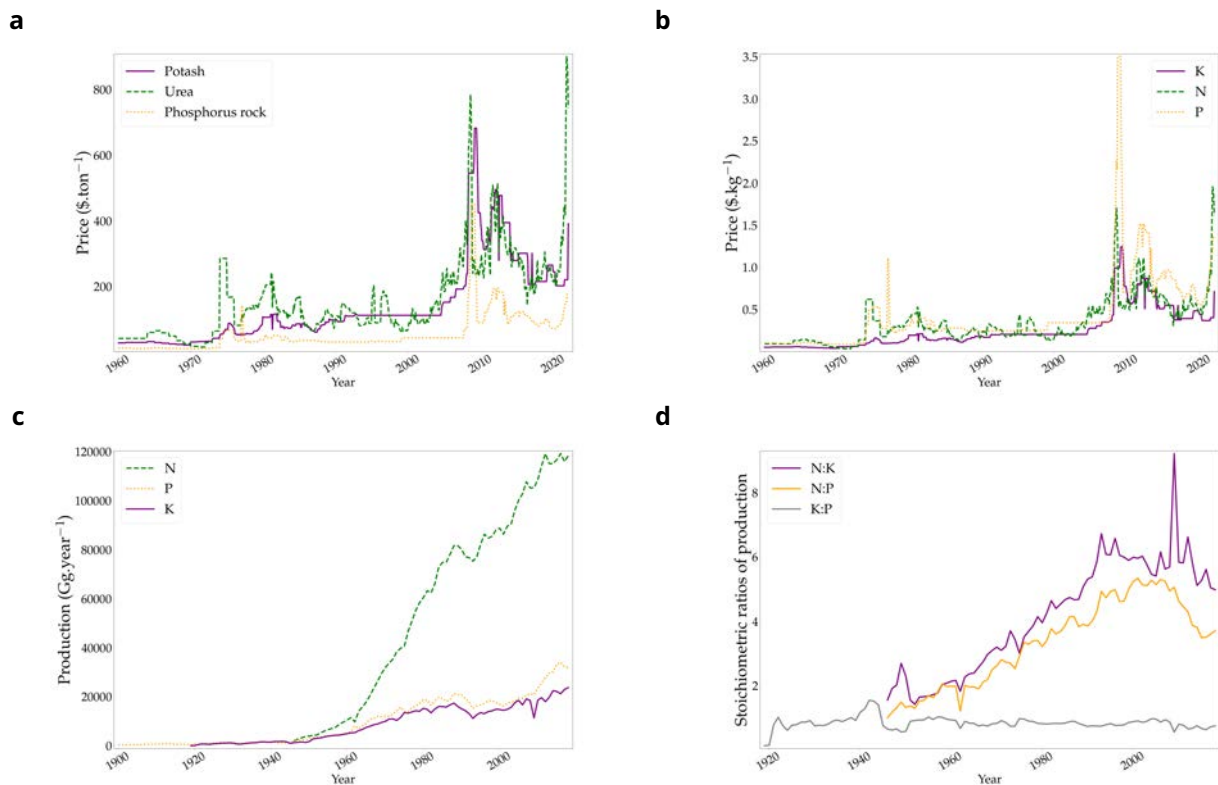 a
Potash
Urea
Phosphorus rock
800
600
400
200
Price ($.ton⁻¹)
1960 1970 1980 1990 2000 2010 2020
Year
b
K
N
P
3.5
3.0
2.5
2.0
1.5
1.0
0.5
Price ($.kg⁻¹)
1960 1970 1980 1990 2000 2010 2020
Year
c
N
P
K
120000
100000
80000
60000
40000
20000
0
Production (Gg.year⁻¹)
1900 1920 1940 1960 1980 2000
Year
d
N:K
N:P
K:P
8
6
4
2
Stoichiometric ratios of production
1920 1940 1960 1980 2000
Year